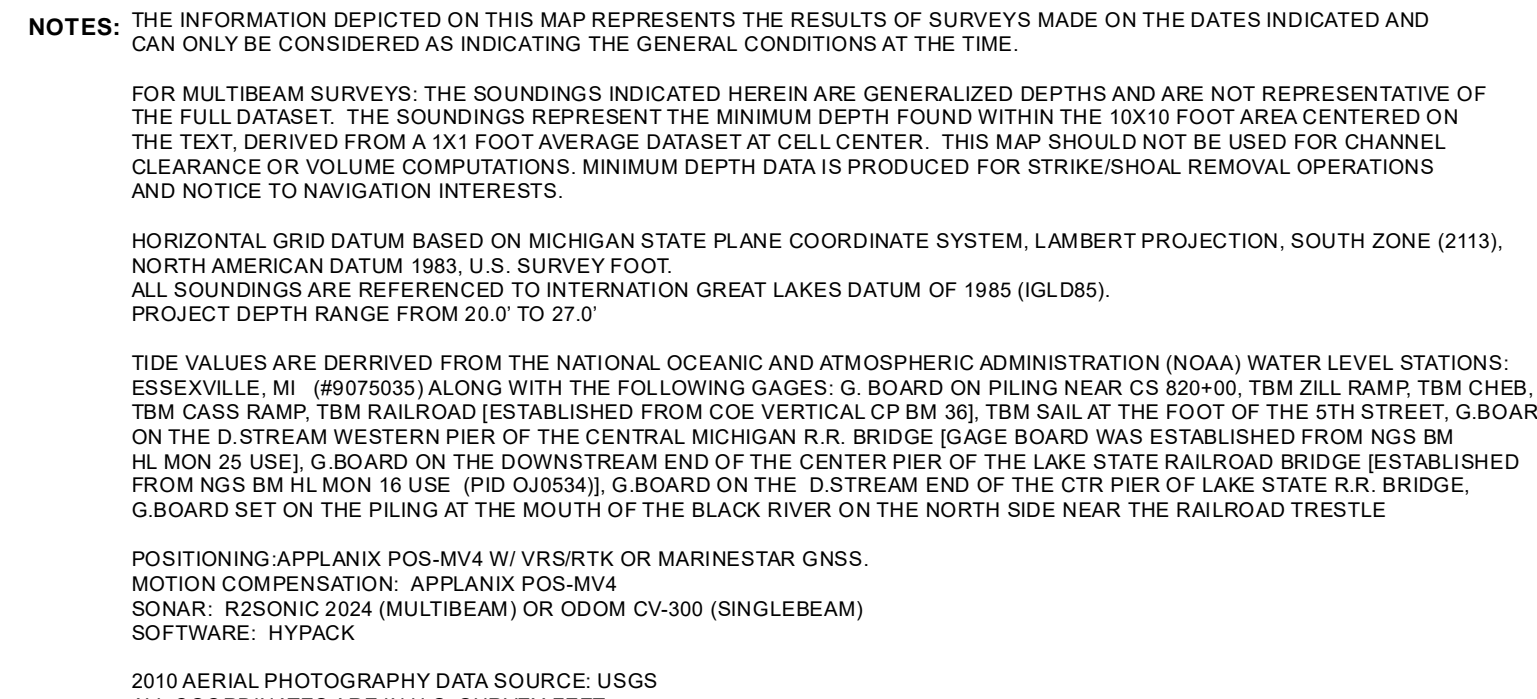 NOTES: THE INFORMATION DEPICTED ON THIS MAP REPRESENTS THE RESULTS OF SURVEYS MADE ON THE DATES INDICATED AND
CAN ONLY BE CONSIDERED AS INDICATING THE GENERAL CONDITIONS AT THE TIME.
FOR MULTIBEAM SURVEYS: THE SOUNDINGS INDICATED HEREIN ARE GENERALIZED DEPTHS AND ARE NOT REPRESENTATIVE OF
THE FULL DATASET. THE SOUNDINGS REPRESENT THE MINIMUM DEPTH FOUND WITHIN THE 10X10 FOOT AREA CENTERED ON
THE TEXT, DERIVED FROM A 1X1 FOOT AVERAGE DATASET AT CELL CENTER. THIS MAP SHOULD NOT BE USED FOR CHANNEL
CLEARANCE OR VOLUME COMPUTATIONS. MINIMUM DEPTH DATA IS PRODUCED FOR STRIKE/SHOAL REMOVAL OPERATIONS
AND NOTICE TO NAVIGATION INTERESTS.
HORIZONTAL GRID DATUM BASED ON MICHIGAN STATE PLANE COORDINATE SYSTEM, LAMBERT PROJECTION, SOUTH ZONE (2113),
NORTH AMERICAN DATUM 1983, U.S. SURVEY FOOT.
ALL SOUNDINGS ARE REFERENCED TO INTERNATION GREAT LAKES DATUM OF 1985 (IGLD85).
PROJECT DEPTH RANGE FROM 20.0' TO 27.0'
TIDE VALUES ARE DERRIVED FROM THE NATIONAL OCEANIC AND ATMOSPHERIC ADMINISTRATION (NOAA) WATER LEVEL STATIONS:
ESSEXVILLE, MI (#9075035) ALONG WITH THE FOLLOWING GAGES: G. BOARD ON PILING NEAR CS 820+00, TBM ZILL RAMP, TBM CHEB,
TBM CASS RAMP, TBM RAILROAD [ESTABLISHED FROM COE VERTICAL CP BM 36], TBM SAIL AT THE FOOT OF THE 5TH STREET, G.BOAR
ON THE D.STREAM WESTERN PIER OF THE CENTRAL MICHIGAN R.R. BRIDGE [GAGE BOARD WAS ESTABLISHED FROM NGS BM
HL MON 25 USE], G.BOARD ON THE DOWNSTREAM END OF THE CENTER PIER OF THE LAKE STATE RAILROAD BRIDGE [ESTABLISHED
FROM NGS BM HL MON 16 USE (PID OJ0534)], G.BOARD ON THE D.STREAM END OF THE CTR PIER OF LAKE STATE R.R. BRIDGE,
G.BOARD SET ON THE PILING AT THE MOUTH OF THE BLACK RIVER ON THE NORTH SIDE NEAR THE RAILROAD TRESTLE
POSITIONING:APPLANIX POS-MV4 W/ VRS/RTK OR MARINESTAR GNSS.
MOTION COMPENSATION: APPLANIX POS-MV4
SONAR: R2SONIC 2024 (MULTIBEAM) OR ODOM CV-300 (SINGLEBEAM)
SOFTWARE: HYPACK
2010 AERIAL PHOTOGRAPHY DATA SOURCE: USGS